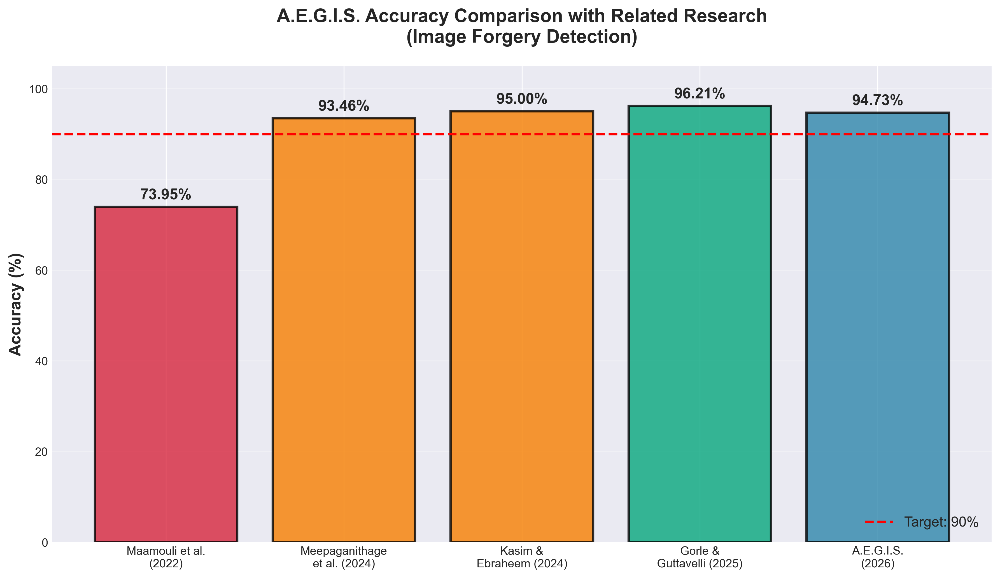 A.E.G.I.S. Accuracy Comparison with Related Research
(Image Forgery Detection)
Accuracy (%)
100
80
60
40
20
0
73.95%
93.46%
95.00%
96.21%
94.73%
Target: 90%
Maamouli et al.
(2022)
Meepaganithage
et al. (2024)
Kasim &
Ebraheem (2024)
Gorle &
Guttavelli (2025)
A.E.G.I.S.
(2026)